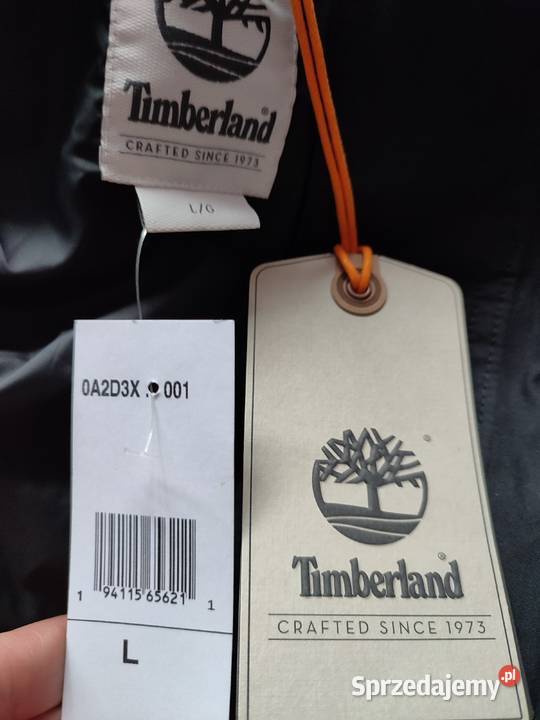 Timberland®
CRAFTED SINCE 1973
L/G
0A2D3X . 001
1 94115 65621 1
L
®
Timberland®
CRAFTED SINCE 1973
Sprzedajemy.pl